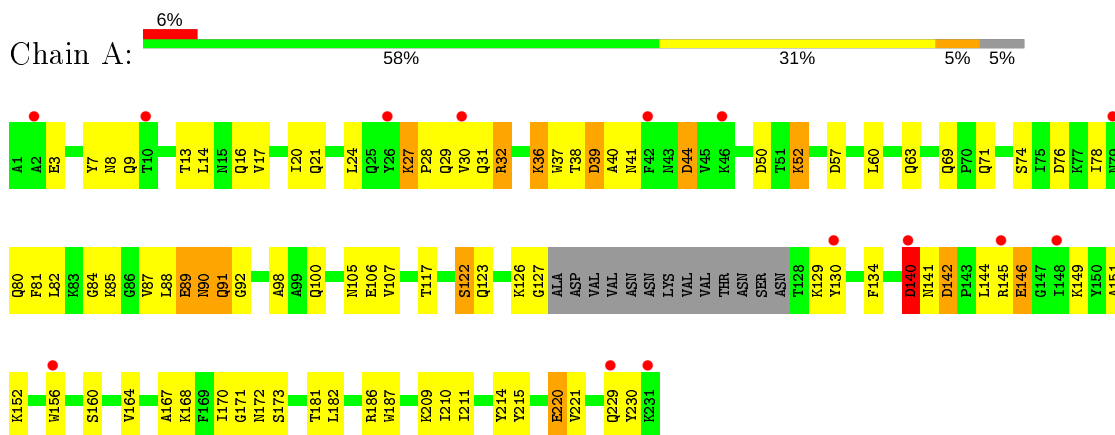 6%
Chain A:
58% 31% 5% 5%
A1 A2 E3 Y7 N8 Q9 T10 T13 L14 N15 Q16 V17 I20 Q21 L24 Q25 Y26 K27 P28 Q29 V30 Q31 R32 K36 W37 T38 D39 A40 N41 F42 N43 D44 V45 K46 D50 T51 K52 D57 L60 Q63 Q69 P70 Q71 S74 I75 D76 K77 I78 N79
Q80 F81 L82 K83 G84 K85 G86 V87 L88 E89 N90 Q91 G92 A98 A99 Q100 N105 E106 V107 T117 S122 Q123 K126 G127 ALA ASP VAL VAL ASN ASN LYS VAL VAL THR ASN SER ASN T128 K129 Y130 F134 D140 N141 D142 P143 L144 R145 E146 G147 I148 K149 Y150 A151
K152 W156 S160 V164 A167 K168 F169 I170 G171 N172 S173 T181 L182 R186 W187 K209 I210 I211 Y214 Y215 E220 V221 Q229 Y230 K231